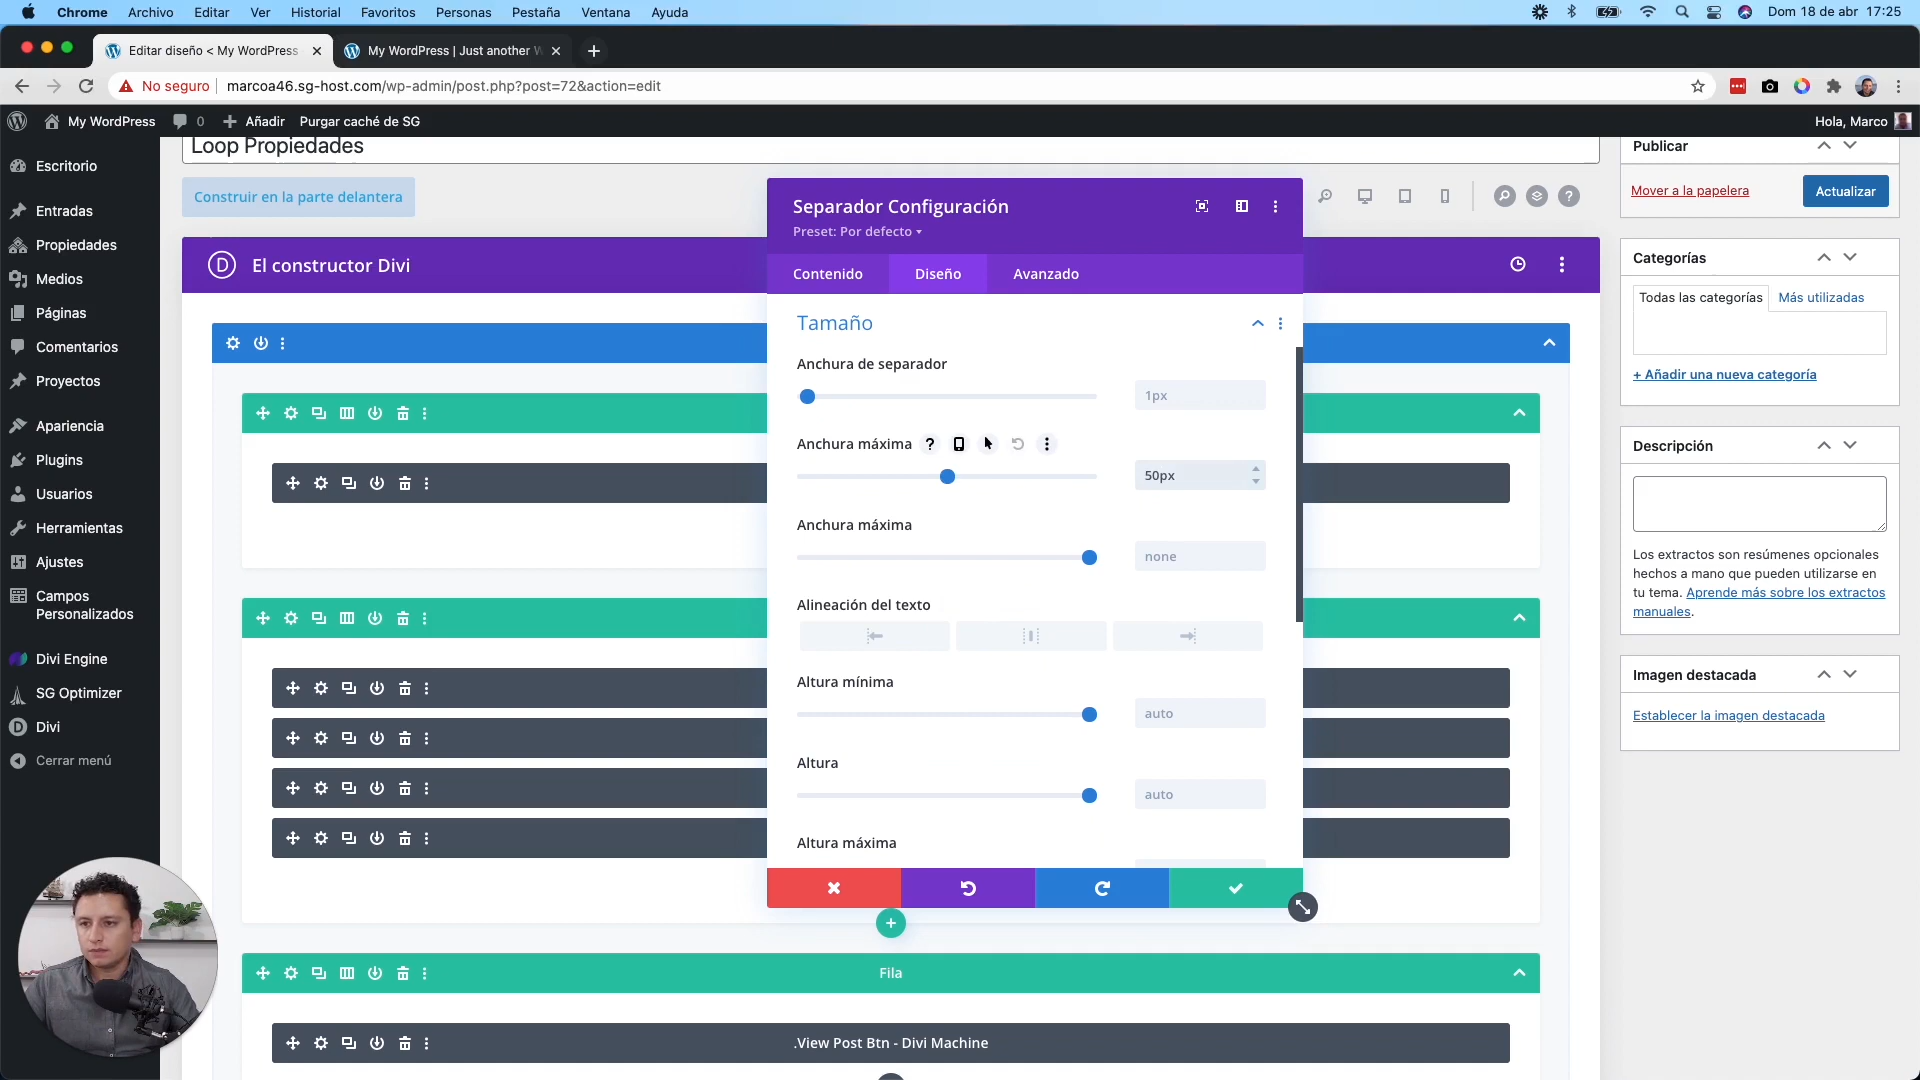 Chrome Archivo Editar Ver Historial Favoritos Personas Pestaña Ventana Ayuda Dom 18 de abr 17:25
Editar diseño < My WordPress
My WordPress | Just another W
No seguro marcoa46.sg-host.com/wp-admin/post.php?post=72&action=edit
My WordPress 0 Añadir Purgar caché de SG Hola, Marco
Escritorio
Entradas
Propiedades
Medios
Páginas
Comentarios
Proyectos
Apariencia
Plugins
Usuarios
Herramientas
Ajustes
Campos
Personalizados
Divi Engine
SG Optimizer
Divi
Cerrar menú
Loop Propiedades
Construir en la parte delantera
El constructor Divi
Separador Configuración
Preset: Por defecto
Contenido Diseño Avanzado
Tamaño
Anchura de separador
1px
Anchura máxima
50px
Anchura máxima
none
Alineación del texto
Altura mínima
auto
Altura
auto
Altura máxima
Fila
.View Post Btn - Divi Machine
Publicar
Mover a la papelera Actualizar
Categorías
Todas las categorías Más utilizadas
+ Añadir una nueva categoría
Descripción
Los extractos son resúmenes opcionales
hechos a mano que pueden utilizarse en
tu tema. Aprende más sobre los extractos
manuales.
Imagen destacada
Establecer la imagen destacada